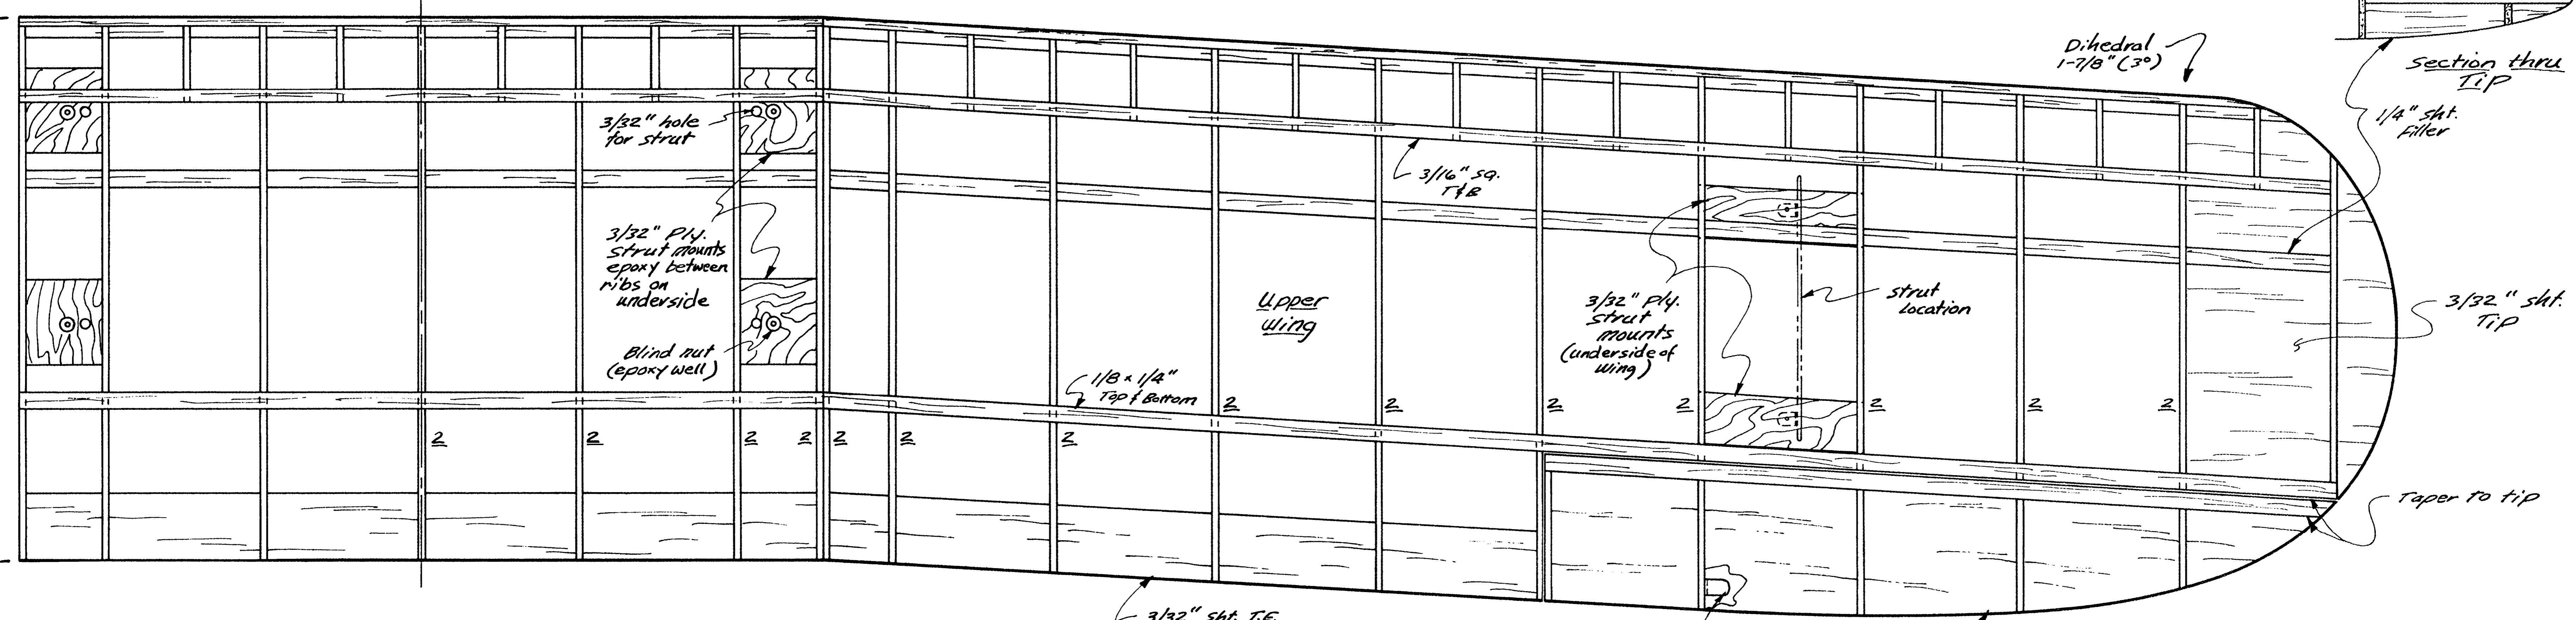 Dihedral
1-7/8" (3°)
Section thru
Tip
1/4" sht.
Filler
3/32" hole
for strut
3/16" sq.
T & B
3/32" Ply.
Strut mounts
epoxy between
ribs on
underside
Blind nut
(epoxy well)
Upper
Wing
3/32" Ply.
Strut
mounts
(underside of
wing)
Strut
Location
3/32" sht.
Tip
1/8 x 1/4"
Top & Bottom
2
2
2
2
2
2
2
2
2
2
2
2
2
2
Taper to tip
3/32" sht. T.E.